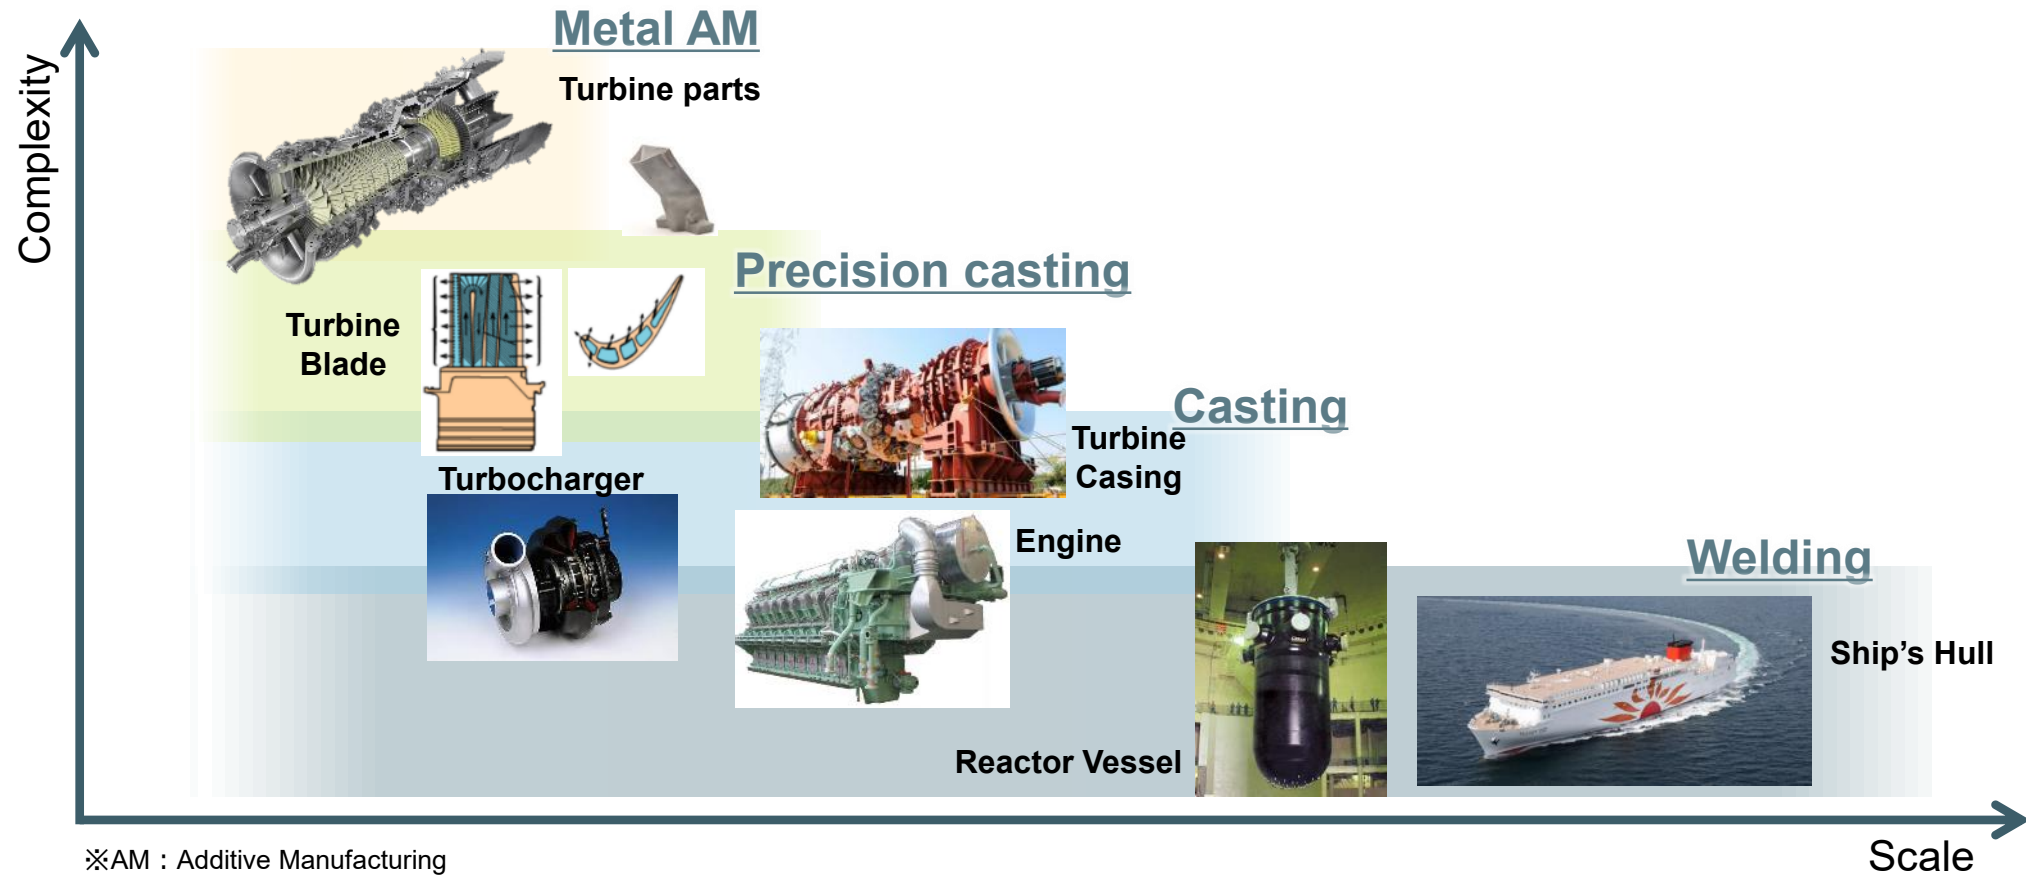 Metal AM
Complexity
Turbine parts
Precision casting
Turbine
Blade
Casting
Turbine
Casing
Turbocharger
Engine
Welding
Ship’s Hull
Reactor Vessel
Scale
※AM：Additive Manufacturing